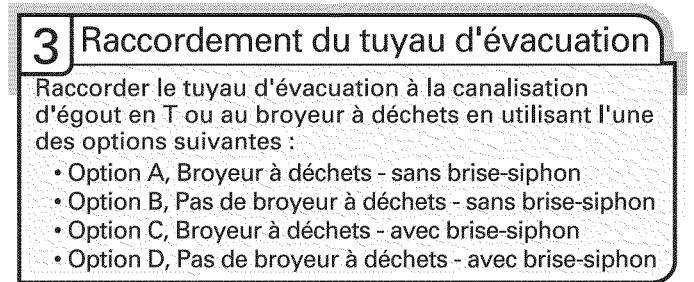 3 Raccordement du tuyau d'évacuation
Raccorder le tuyau d'évacuation à la canalisation
d'égout en T ou au broyeur à déchets en utilisant l'une
des options suivantes :
• Option A, Broyeur à déchets - sans brise-siphon
• Option B, Pas de broyeur à déchets - sans brise-siphon
• Option C, Broyeur à déchets - avec brise-siphon
• Option D, Pas de broyeur à déchets - avec brise-siphon